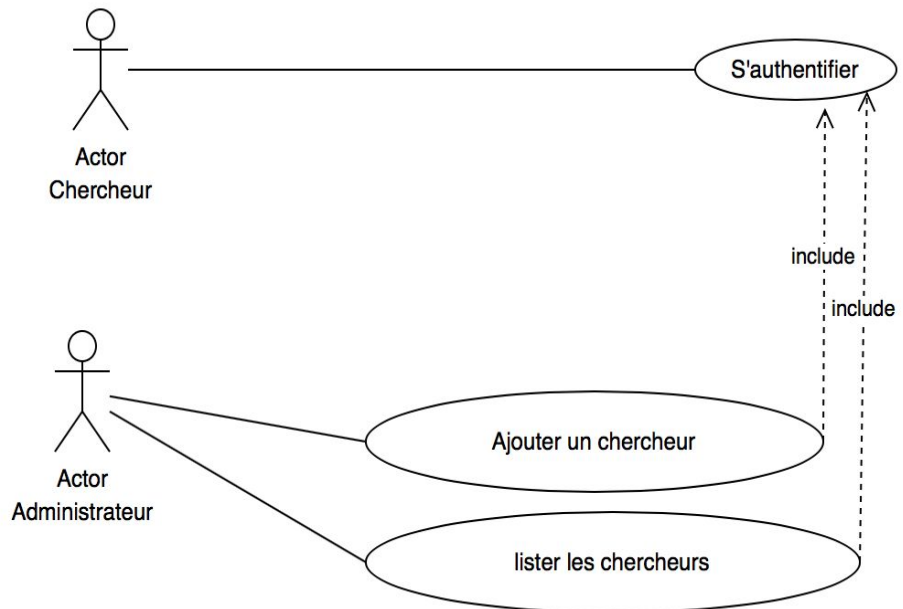 S'authentifier
Actor
Chercheur
include
include
Ajouter un chercheur
Actor
Administrateur
lister les chercheurs